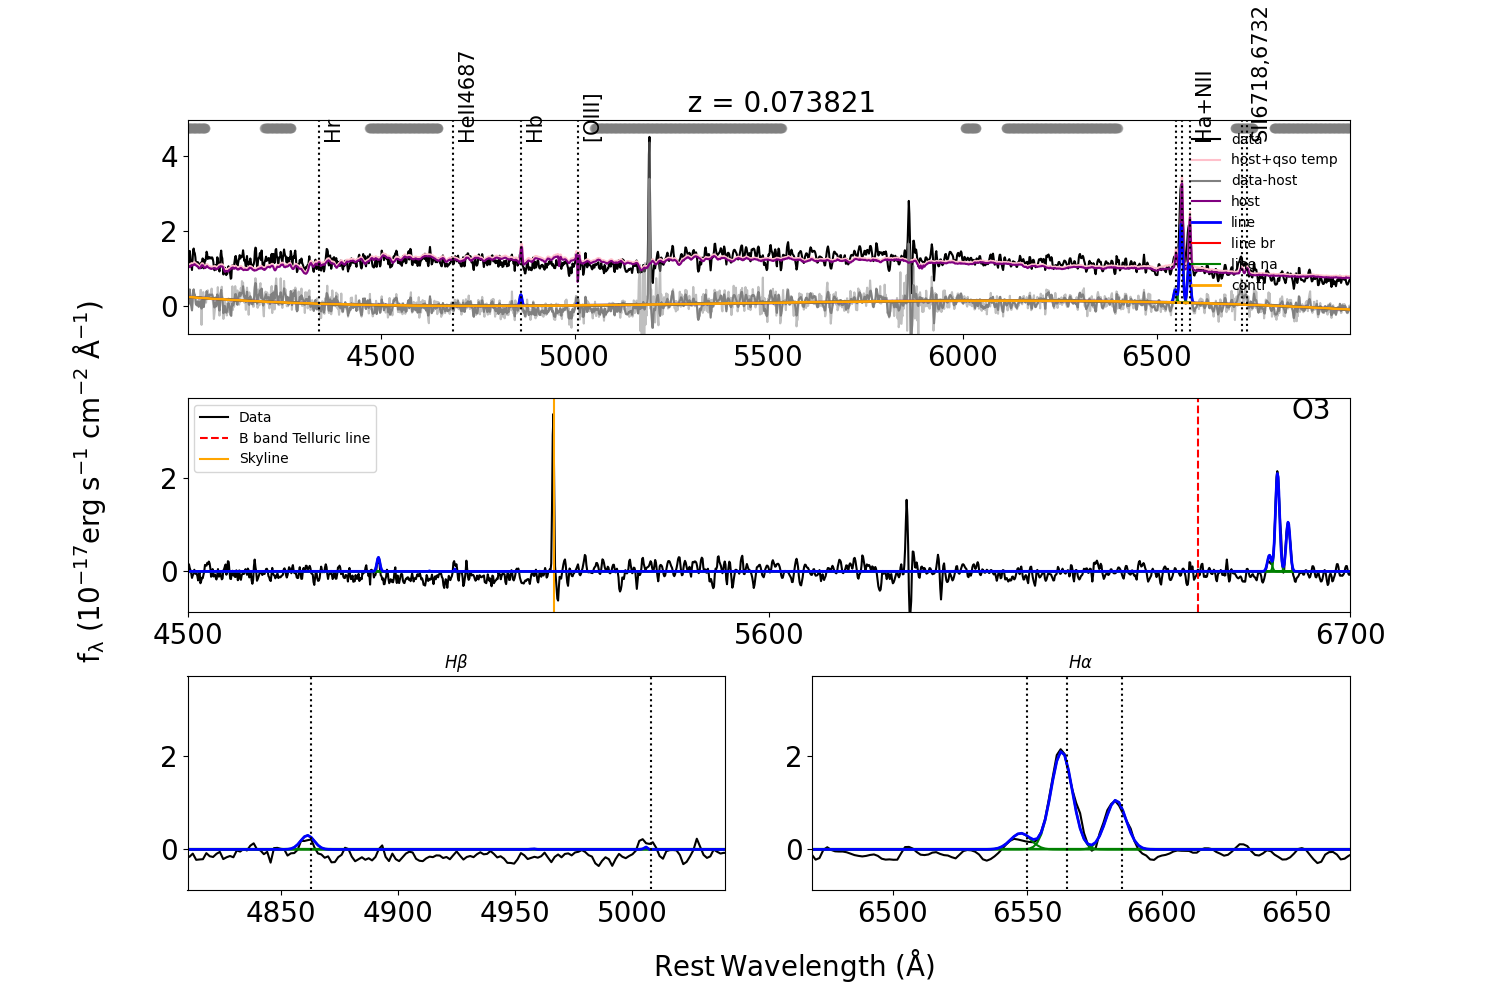 z = 0.073821
Hr
HeII4687
Hb
[OIII]
Ha+NII
SII6718,6732
data
host+qso temp
data-host
host
line
line br
line na
conti
4
2
0
4500
5000
5500
6000
6500
fλ (10−17erg s−1 cm−2 Å−1)
O3
Data
B band Telluric line
Skyline
2
0
4500
5600
6700
Hβ
Hα
2
0
4850
4900
4950
5000
2
0
6500
6550
6600
6650
Rest Wavelength (Å)